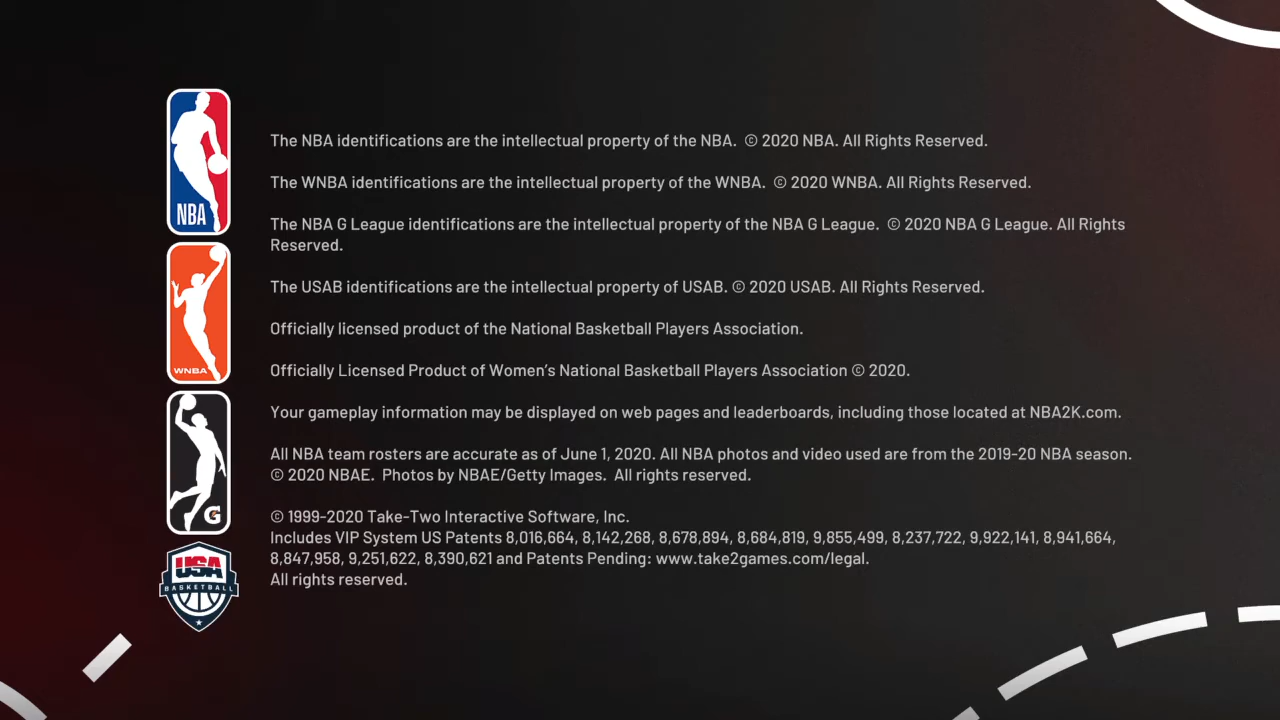 NBA
The NBA identifications are the intellectual property of the NBA.  © 2020 NBA. All Rights Reserved.
The WNBA identifications are the intellectual property of the WNBA.  © 2020 WNBA. All Rights Reserved.
The NBA G League identifications are the intellectual property of the NBA G League.  © 2020 NBA G League. All Rights
Reserved.
The USAB identifications are the intellectual property of USAB. © 2020 USAB. All Rights Reserved.
Officially licensed product of the National Basketball Players Association.
WNBA
Officially Licensed Product of Women’s National Basketball Players Association © 2020.
Your gameplay information may be displayed on web pages and leaderboards, including those located at NBA2K.com.
All NBA team rosters are accurate as of June 1, 2020. All NBA photos and video used are from the 2019-20 NBA season.
© 2020 NBAE.  Photos by NBAE/Getty Images.  All rights reserved.
G
© 1999-2020 Take-Two Interactive Software, Inc.
Includes VIP System US Patents 8,016,664, 8,142,268, 8,678,894, 8,684,819, 9,855,499, 8,237,722, 9,922,141, 8,941,664,
8,847,958, 9,251,622, 8,390,621 and Patents Pending: www.take2games.com/legal.
All rights reserved.
USA
BASKETBALL